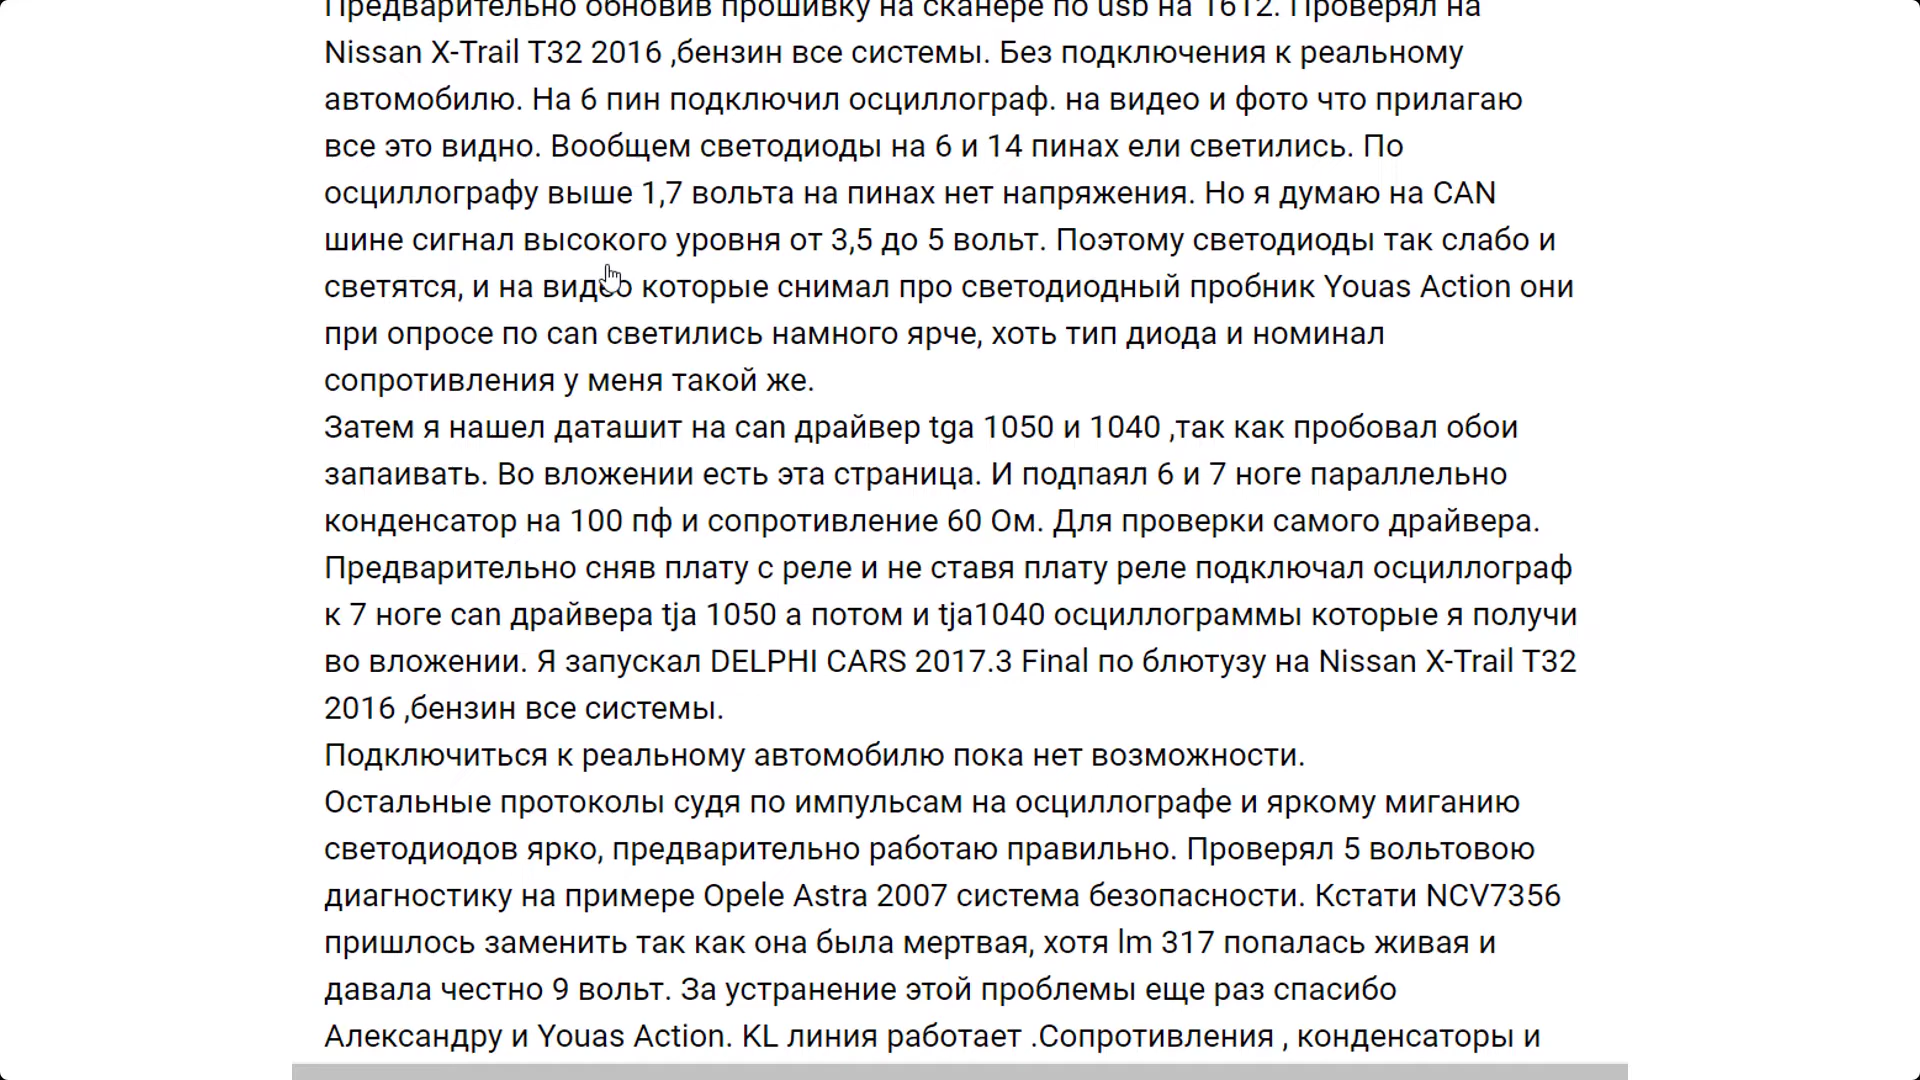 Предварительно обновив прошивку на сканере по usb на 1612. Проверял на
Nissan X-Trail T32 2016 ,бензин все системы. Без подключения к реальному
автомобилю. На 6 пин подключил осциллограф. на видео и фото что прилагаю
все это видно. Вообщем светодиоды на 6 и 14 пинах ели светились. По
осциллографу выше 1,7 вольта на пинах нет напряжения. Но я думаю на CAN
шине сигнал высокого уровня от 3,5 до 5 вольт. Поэтому светодиоды так слабо и
светятся, и на видео которые снимал про светодиодный пробник Youas Action они
при опросе по can светились намного ярче, хоть тип диода и номинал
сопротивления у меня такой же.
Затем я нашел даташит на can драйвер tga 1050 и 1040 ,так как пробовал обои
запаивать. Во вложении есть эта страница. И подпаял 6 и 7 ноге параллельно
конденсатор на 100 пф и сопротивление 60 Ом. Для проверки самого драйвера.
Предварительно сняв плату с реле и не ставя плату реле подключал осциллограф
к 7 ноге can драйвера tja 1050 а потом и tja1040 осциллограммы которые я получи
во вложении. Я запускал DELPHI CARS 2017.3 Final по блютузу на Nissan X-Trail T32
2016 ,бензин все системы.
Подключиться к реальному автомобилю пока нет возможности.
Остальные протоколы судя по импульсам на осциллографе и яркому миганию
светодиодов ярко, предварительно работаю правильно. Проверял 5 вольтовою
диагностику на примере Opele Astra 2007 система безопасности. Кстати NCV7356
пришлось заменить так как она была мертвая, хотя lm 317 попалась живая и
давала честно 9 вольт. За устранение этой проблемы еще раз спасибо
Александру и Youas Action. KL линия работает .Сопротивления , конденсаторы и